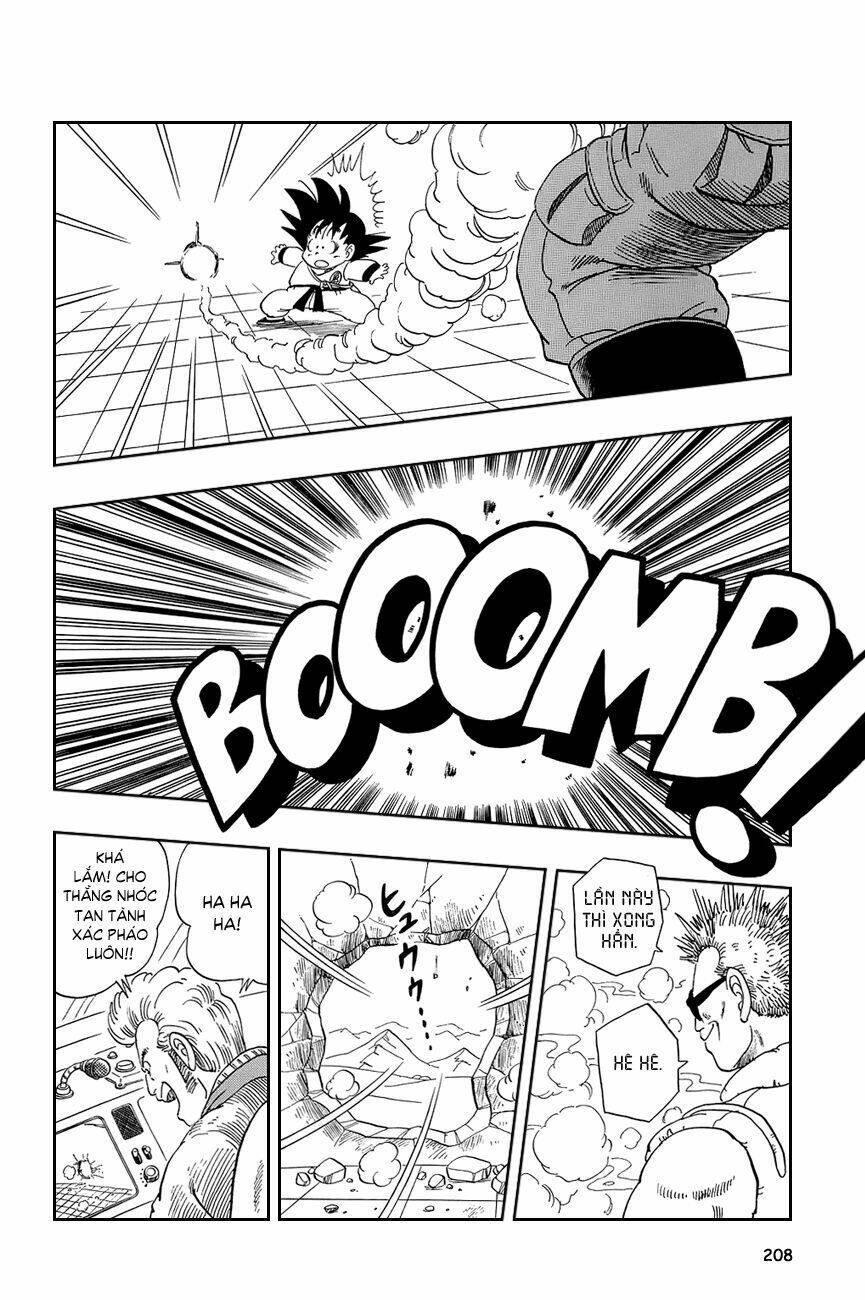 BOOOMB!
LẦN NÀY
THÌ XONG
HẲN.
HÊ HÊ.
ヒュウウ……
HA HA
HA!
KHÁ
LẮM! CHO
THẰNG NHÓC
TAN TÀNH
XÁC PHÁO
LUÔN!!
208